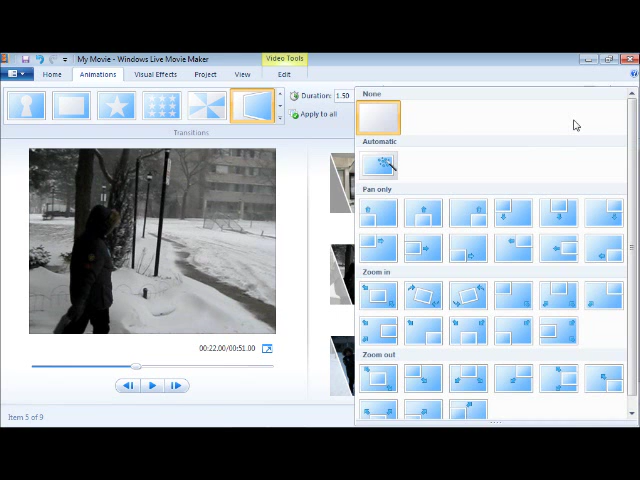 My Movie - Windows Live Movie Maker
Video Tools
Home
Animations
Visual Effects
Project
View
Edit
Duration: 1.50
Apply to all
Transitions
None
Automatic
Pan only
Zoom in
Zoom out
00:22.00/00:51.00
Item 5 of 9